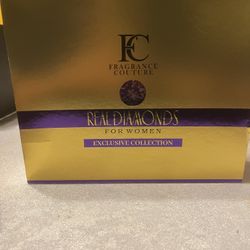 FC
FRAGRANCE
COUTURE
REAL DIAMONDS
FOR WOMEN
EXCLUSIVE COLLECTION